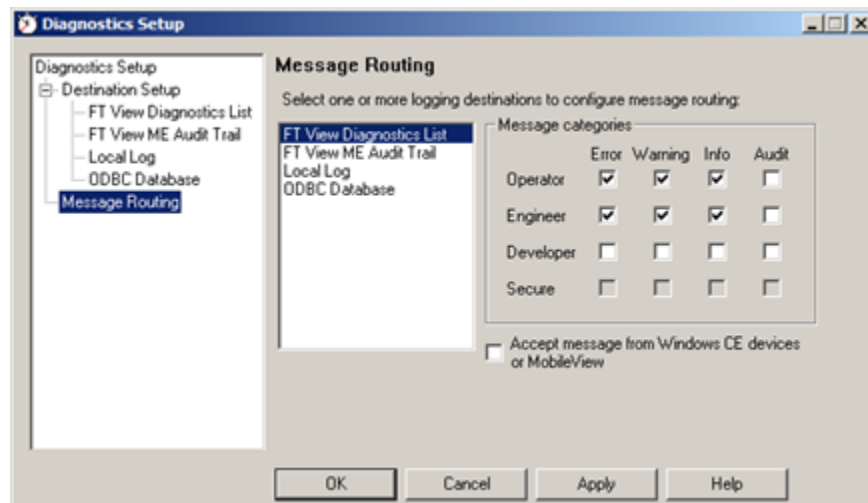 Diagnostics Setup
Diagnostics Setup
Destination Setup
FT View Diagnostics List
FT View ME Audit Trail
Local Log
ODBC Database
Message Routing
Message Routing
Select one or more logging destinations to configure message routing:
FT View Diagnostics List
FT View ME Audit Trail
Local Log
ODBC Database
Message categories
Error Warning Info Audit
Operator
Engineer
Developer
Secure
Accept message from Windows CE devices
or MobileView
OK Cancel Apply Help